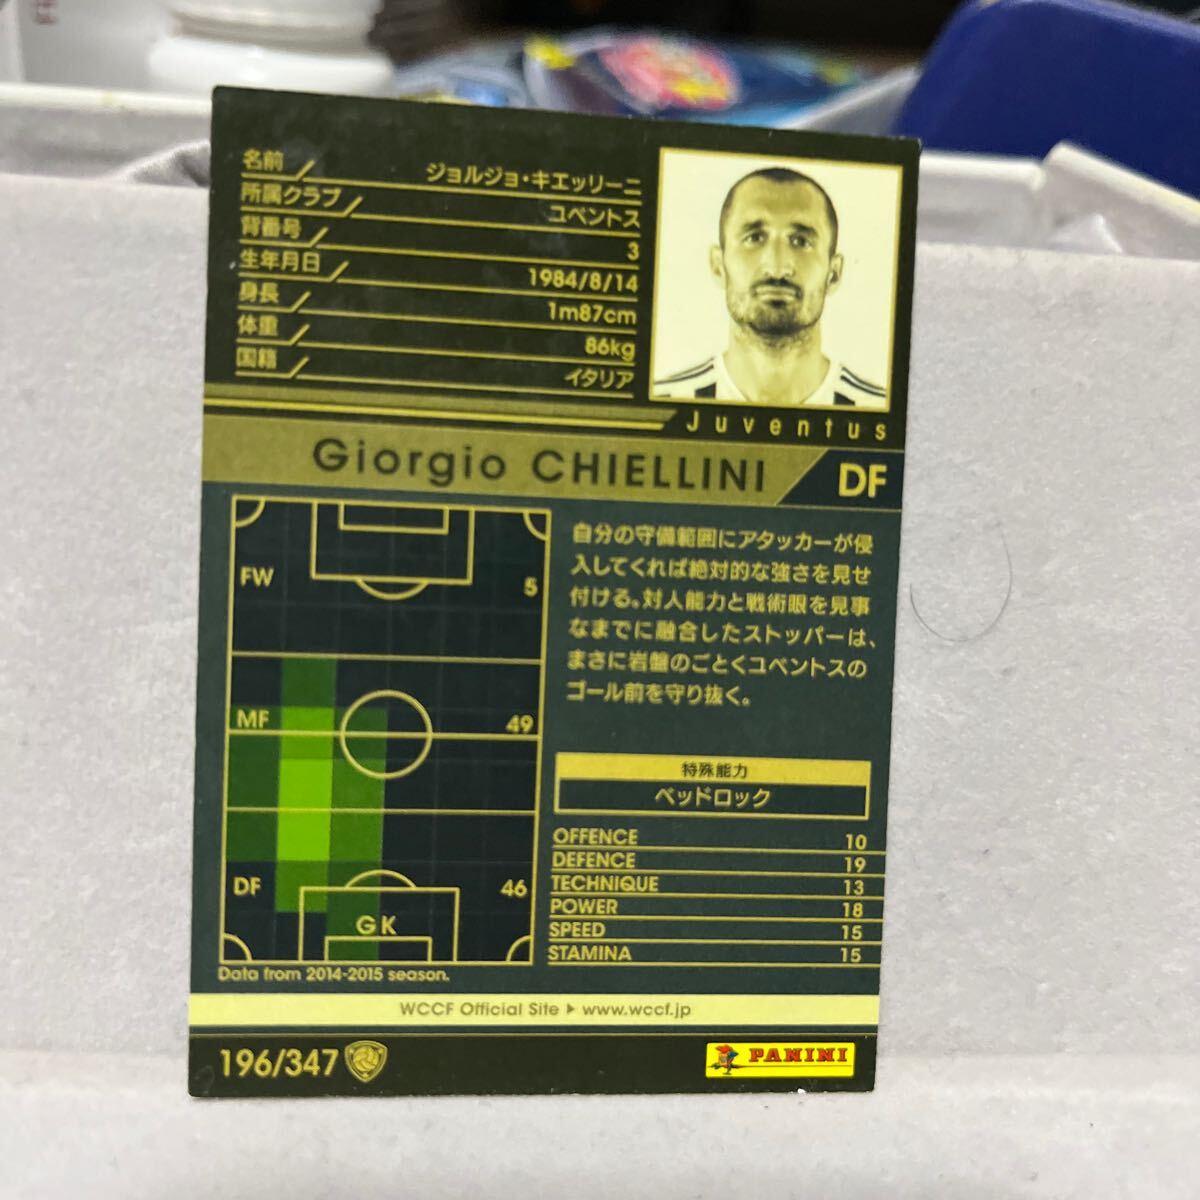 名前 ジョルジョ・キエッリーニ
所属クラブ ユベントス
背番号 3
生年月日 1984/8/14
身長 1m87cm
体重 86kg
国籍 イタリア
Juventus
Giorgio CHIELLINI DF
FW 5
MF 49
DF 46
GK
Data from 2014-2015 season.
自分の守備範囲にアタッカーが侵
入してくれば絶対的な強さを見せ
付ける。対人能力と戦術眼を見事
なまでに融合したストッパーは、
まさに岩盤のごとくユベントスの
ゴール前を守り抜く。
特殊能力
ベッドロック
OFFENCE 10
DEFENCE 19
TECHNIQUE 13
POWER 18
SPEED 15
STAMINA 15
WCCF Official Site ▶ www.wccf.jp
196/347
PANINI